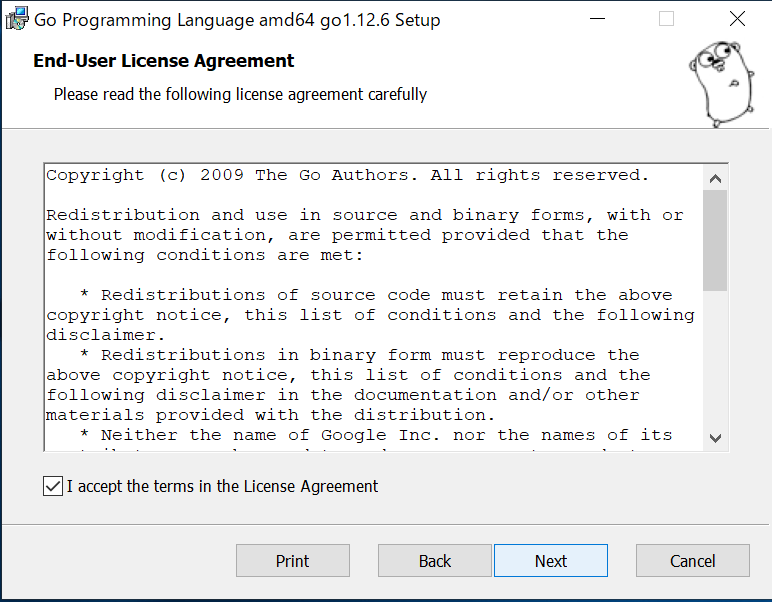 Go Programming Language amd64 go1.12.6 Setup
End-User License Agreement
Please read the following license agreement carefully
Copyright (c) 2009 The Go Authors. All rights reserved.
Redistribution and use in source and binary forms, with or
without modification, are permitted provided that the
following conditions are met:
* Redistributions of source code must retain the above
copyright notice, this list of conditions and the following
disclaimer.
* Redistributions in binary form must reproduce the
above copyright notice, this list of conditions and the
following disclaimer in the documentation and/or other
materials provided with the distribution.
* Neither the name of Google Inc. nor the names of its
I accept the terms in the License Agreement
Print
Back
Next
Cancel